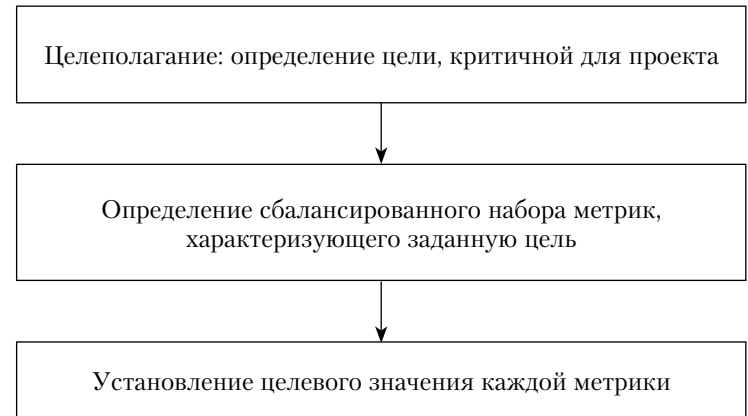 Целеполагание: определение цели, критичной для проекта
Определение сбалансированного набора метрик,
характеризующего заданную цель
Установление целевого значения каждой метрики